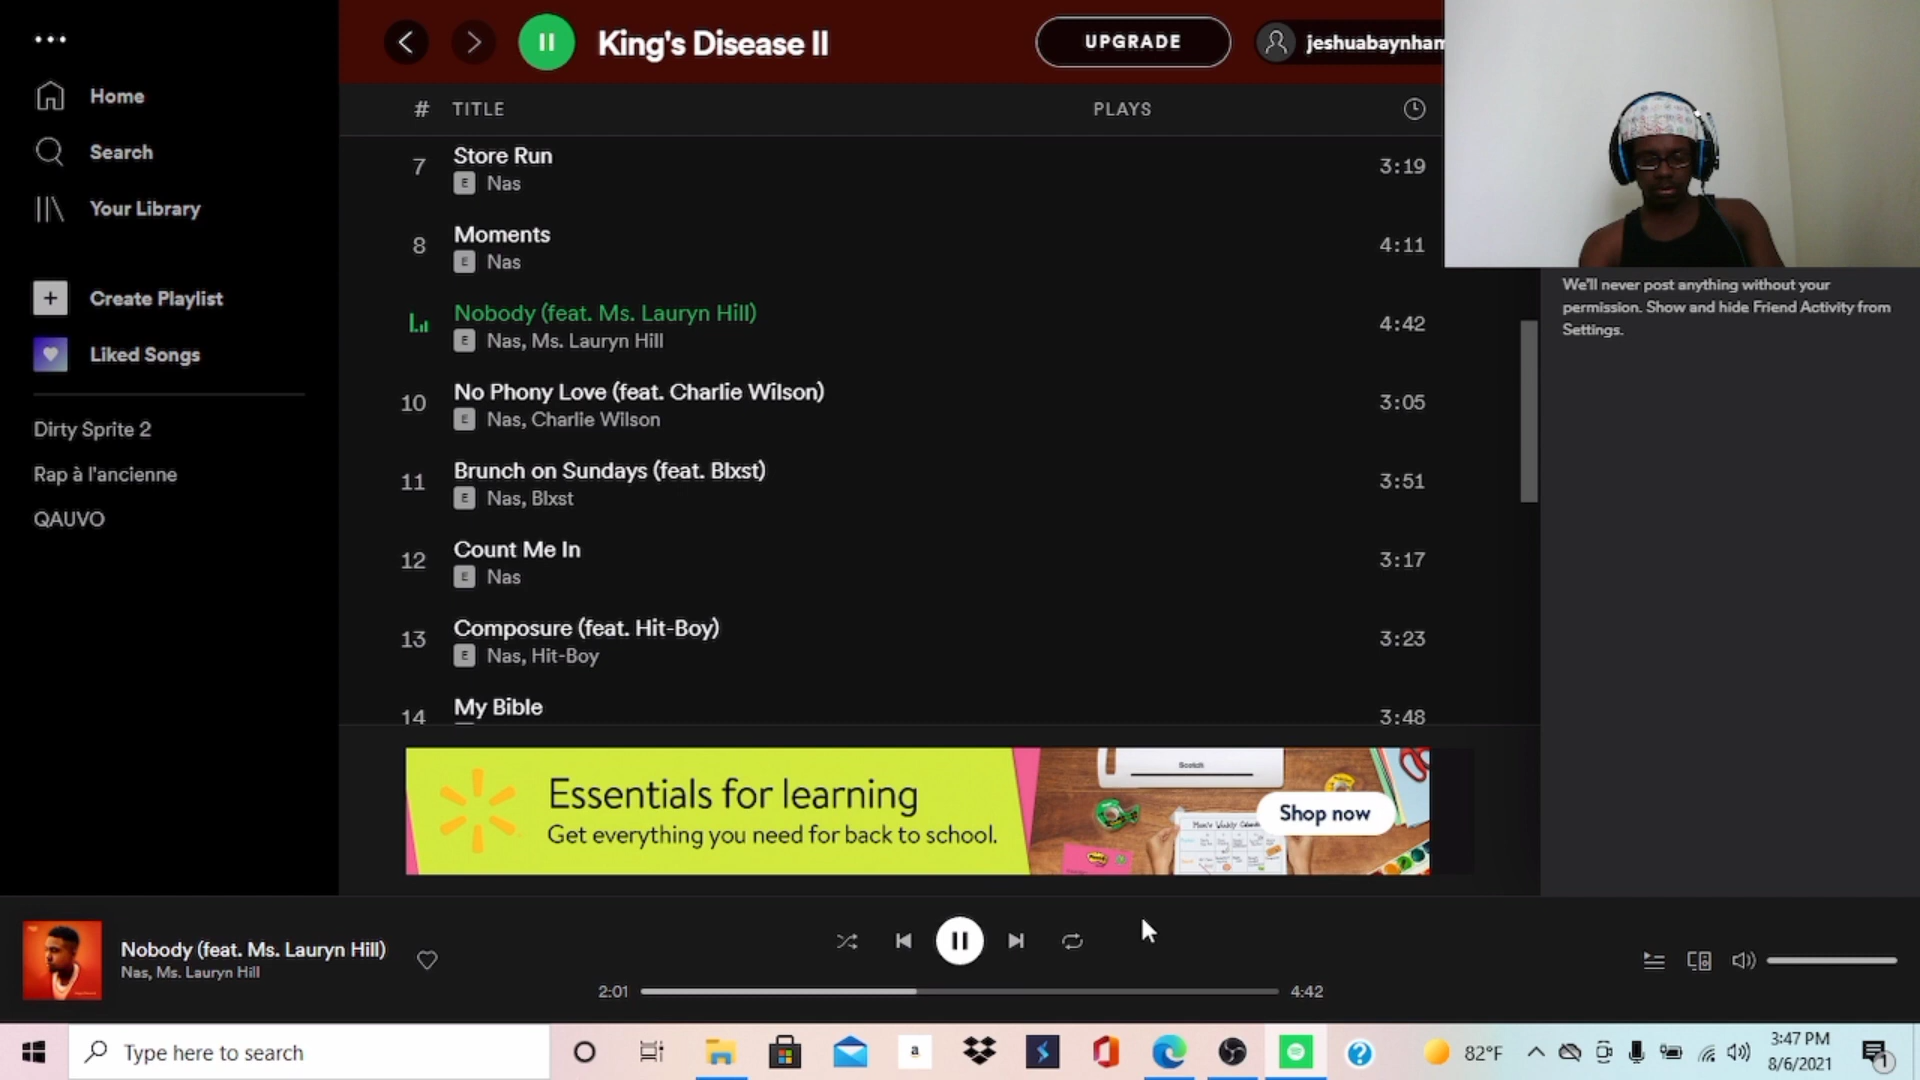 Home
Search
Your Library
Create Playlist
Liked Songs
Dirty Sprite 2
Rap à l'ancienne
QAUVO
King's Disease II
UPGRADE
jeshuabaynham
# TITLE PLAYS
7 Store Run 3:19
E Nas
8 Moments 4:11
E Nas
Nobody (feat. Ms. Lauryn Hill) 4:42
E Nas, Ms. Lauryn Hill
10 No Phony Love (feat. Charlie Wilson) 3:05
E Nas, Charlie Wilson
11 Brunch on Sundays (feat. Blxst) 3:51
E Nas, Blxst
12 Count Me In 3:17
E Nas
13 Composure (feat. Hit-Boy) 3:23
E Nas, Hit-Boy
14 My Bible 3:48
We'll never post anything without your
permission. Show and hide Friend Activity from
Settings.
Essentials for learning
Get everything you need for back to school.
Scotch
Shop now
Nobody (feat. Ms. Lauryn Hill)
Nas, Ms. Lauryn Hill
2:01 4:42
Type here to search
a
82°F
3:47 PM
8/6/2021
1